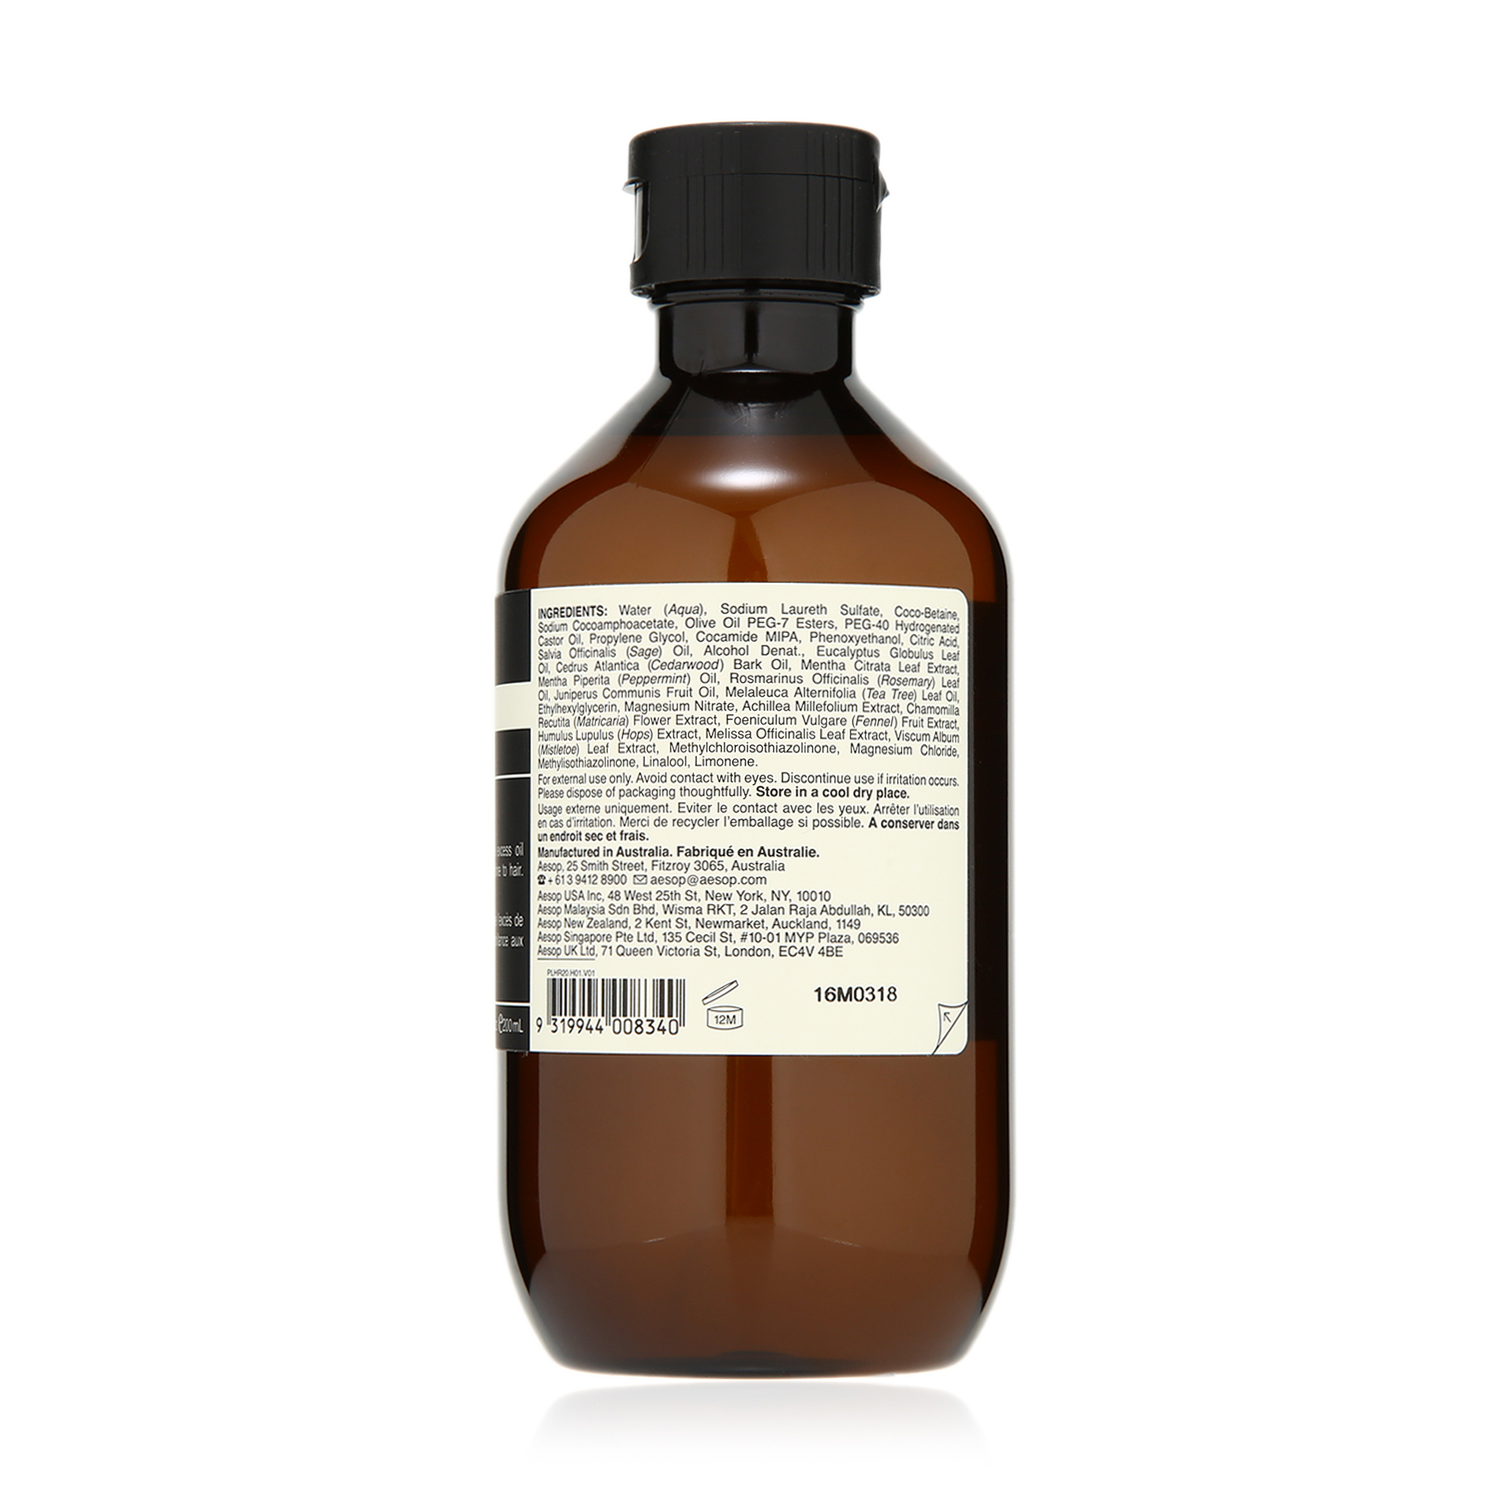 INGREDIENTS: Water (Aqua), Sodium Laureth Sulfate, Coco-Betaine,
Sodium Cocoamphoacetate, Olive Oil PEG-7 Esters, PEG-40 Hydrogenated
Castor Oil, Propylene Glycol, Cocamide MIPA, Phenoxyethanol, Citric Acid,
Salvia Officinalis (Sage) Oil, Alcohol Denat., Eucalyptus Globulus Leaf
Oil, Cedrus Atlantica (Cedarwood) Bark Oil, Mentha Citrata Leaf Extract,
Mentha Piperita (Peppermint) Oil, Rosmarinus Officinalis (Rosemary) Leaf
Oil, Juniperus Communis Fruit Oil, Melaleuca Alternifolia (Tea Tree) Leaf Oil,
Ethylhexylglycerin, Magnesium Nitrate, Achillea Millefolium Extract, Chamomilla
Recutita (Matricaria) Flower Extract, Foeniculum Vulgare (Fennel) Fruit Extract,
Humulus Lupulus (Hops) Extract, Melissa Officinalis Leaf Extract, Viscum Album
(Mistletoe) Leaf Extract, Methylchloroisothiazolinone, Magnesium Chloride,
Methylisothiazolinone, Linalool, Limonene.
For external use only. Avoid contact with eyes. Discontinue use if irritation occurs.
Please dispose of packaging thoughtfully. Store in a cool dry place.
Usage externe uniquement. Eviter le contact avec les yeux. Arrêter l'utilisation
en cas d'irritation. Merci de recycler l'emballage si possible. A conserver dans
un endroit sec et frais.
Manufactured in Australia. Fabriqué en Australie.
Aesop, 25 Smith Street, Fitzroy 3065, Australia
☎ + 61 3 9412 8900 ✉ aesop@aesop.com
Aesop USA Inc, 48 West 25th St, New York, NY, 10010
Aesop Malaysia Sdn Bhd, Wisma RKT, 2 Jalan Raja Abdullah, KL, 50300
Aesop New Zealand, 2 Kent St, Newmarket, Auckland, 1149
Aesop Singapore Pte Ltd, 135 Cecil St, #10-01 MYP Plaza, 069536
Aesop UK Ltd, 71 Queen Victoria St, London, EC4V 4BE
PLHR20.H01.V01
9 319944 008340
12M
16M0318
excess oil
to hair.
excès de
aux
℮200mL